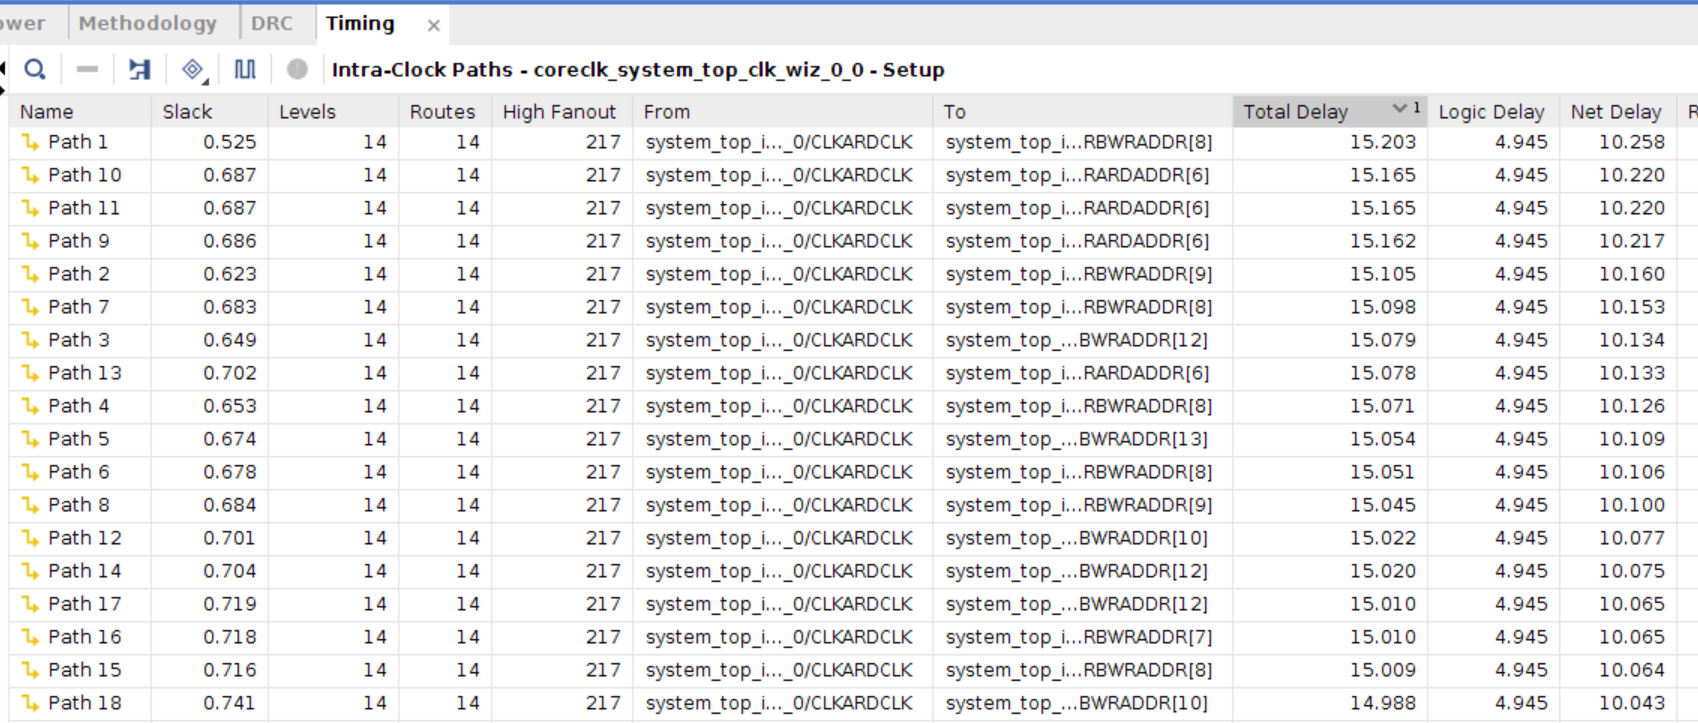 ower Methodology DRC Timing ×
Intra-Clock Paths - coreclk_system_top_clk_wiz_0_0 - Setup
Name Slack Levels Routes High Fanout From To Total Delay 1 Logic Delay Net Delay R
Path 1 0.525 14 14 217 system_top_i..._0/CLKARDCLK system_top_i...RBWRADDR[8] 15.203 4.945 10.258
Path 10 0.687 14 14 217 system_top_i..._0/CLKARDCLK system_top_i...RARDADDR[6] 15.165 4.945 10.220
Path 11 0.687 14 14 217 system_top_i..._0/CLKARDCLK system_top_i...RARDADDR[6] 15.165 4.945 10.220
Path 9 0.686 14 14 217 system_top_i..._0/CLKARDCLK system_top_i...RARDADDR[6] 15.162 4.945 10.217
Path 2 0.623 14 14 217 system_top_i..._0/CLKARDCLK system_top_i...RBWRADDR[9] 15.105 4.945 10.160
Path 7 0.683 14 14 217 system_top_i..._0/CLKARDCLK system_top_i...RBWRADDR[8] 15.098 4.945 10.153
Path 3 0.649 14 14 217 system_top_i..._0/CLKARDCLK system_top_...BWRADDR[12] 15.079 4.945 10.134
Path 13 0.702 14 14 217 system_top_i..._0/CLKARDCLK system_top_i...RARDADDR[6] 15.078 4.945 10.133
Path 4 0.653 14 14 217 system_top_i..._0/CLKARDCLK system_top_i...RBWRADDR[8] 15.071 4.945 10.126
Path 5 0.674 14 14 217 system_top_i..._0/CLKARDCLK system_top_...BWRADDR[13] 15.054 4.945 10.109
Path 6 0.678 14 14 217 system_top_i..._0/CLKARDCLK system_top_i...RBWRADDR[8] 15.051 4.945 10.106
Path 8 0.684 14 14 217 system_top_i..._0/CLKARDCLK system_top_i...RBWRADDR[9] 15.045 4.945 10.100
Path 12 0.701 14 14 217 system_top_i..._0/CLKARDCLK system_top_...BWRADDR[10] 15.022 4.945 10.077
Path 14 0.704 14 14 217 system_top_i..._0/CLKARDCLK system_top_...BWRADDR[12] 15.020 4.945 10.075
Path 17 0.719 14 14 217 system_top_i..._0/CLKARDCLK system_top_...BWRADDR[12] 15.010 4.945 10.065
Path 16 0.718 14 14 217 system_top_i..._0/CLKARDCLK system_top_i...RBWRADDR[7] 15.010 4.945 10.065
Path 15 0.716 14 14 217 system_top_i..._0/CLKARDCLK system_top_i...RBWRADDR[8] 15.009 4.945 10.064
Path 18 0.741 14 14 217 system_top_i..._0/CLKARDCLK system_top_...BWRADDR[10] 14.988 4.945 10.043